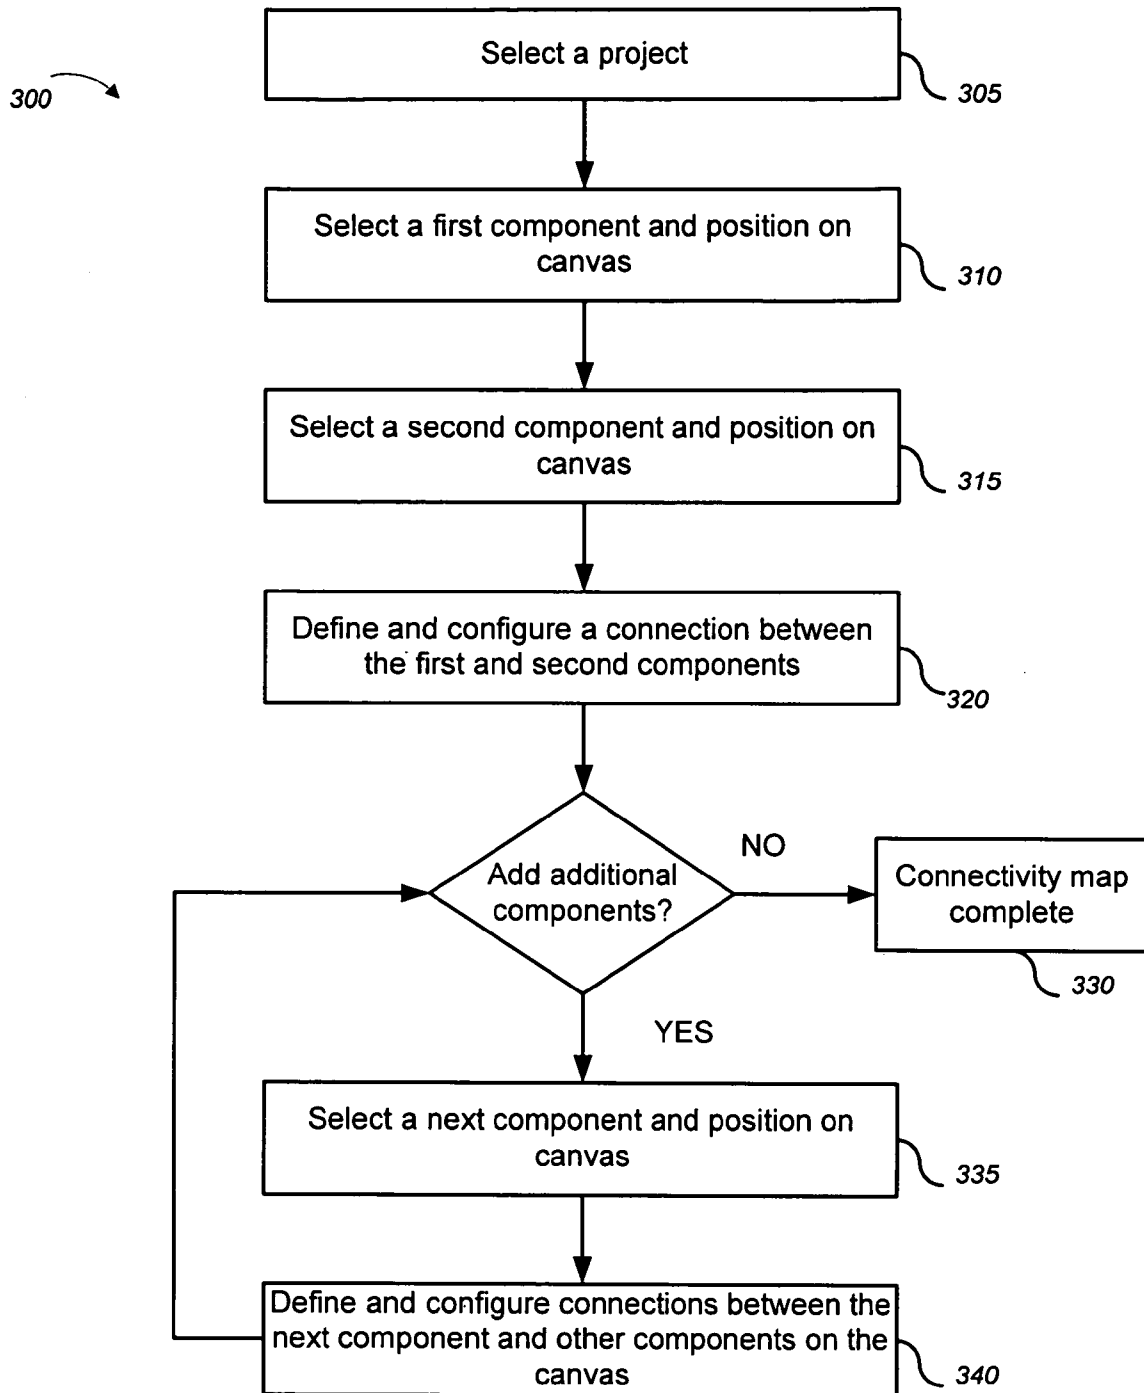 Select a project
300
305
Select a first component and position on
canvas
310
Select a second component and position on
canvas
315
Define and configure a connection between
the first and second components
320
Add additional
components?
NO
Connectivity map
complete
330
YES
Select a next component and position on
canvas
335
Define and configure connections between the
next component and other components on the
canvas
340